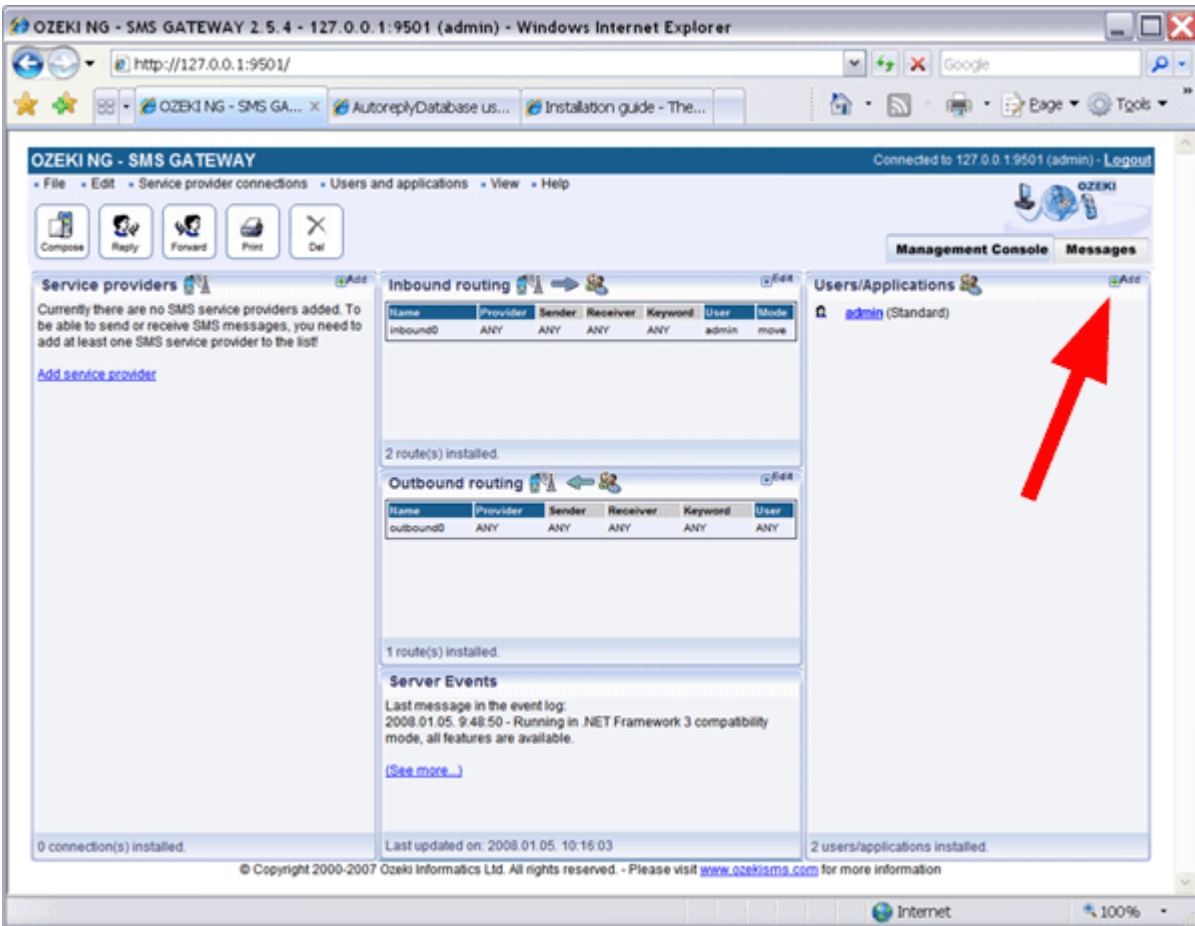 OZEKI NG - SMS GATEWAY 2.5.4 - 127.0.0.1:9501 (admin) - Windows Internet Explorer
http://127.0.0.1:9501/
Google
OZEKI NG - SMS GA...
AutoreplyDatabase us...
Installation guide - The...
Page
Tools
OZEKI NG - SMS GATEWAY
Connected to 127.0.0.1:9501 (admin) - Logout
File Edit Service provider connections Users and applications View Help
OZEKI
Compose Reply Forward Print Del
Management Console Messages
Service providers Add
Currently there are no SMS service providers added. To
be able to send or receive SMS messages, you need to
add at least one SMS service provider to the list!
Add service provider
0 connection(s) installed.
Inbound routing Edit
Name Provider Sender Receiver Keyword User Mode
inbound0 ANY ANY ANY ANY admin move
2 route(s) installed.
Outbound routing Edit
Name Provider Sender Receiver Keyword User
outbound0 ANY ANY ANY ANY ANY
1 route(s) installed.
Server Events
Last message in the event log:
2008.01.05. 9:48:50 - Running in .NET Framework 3 compatibility
mode, all features are available.
(See more...)
Last updated on: 2008.01.05. 10:16:03
Users/Applications Add
admin (Standard)
2 users/applications installed.
© Copyright 2000-2007 Ozeki Informatics Ltd. All rights reserved. - Please visit www.ozekisms.com for more information
Internet
100%